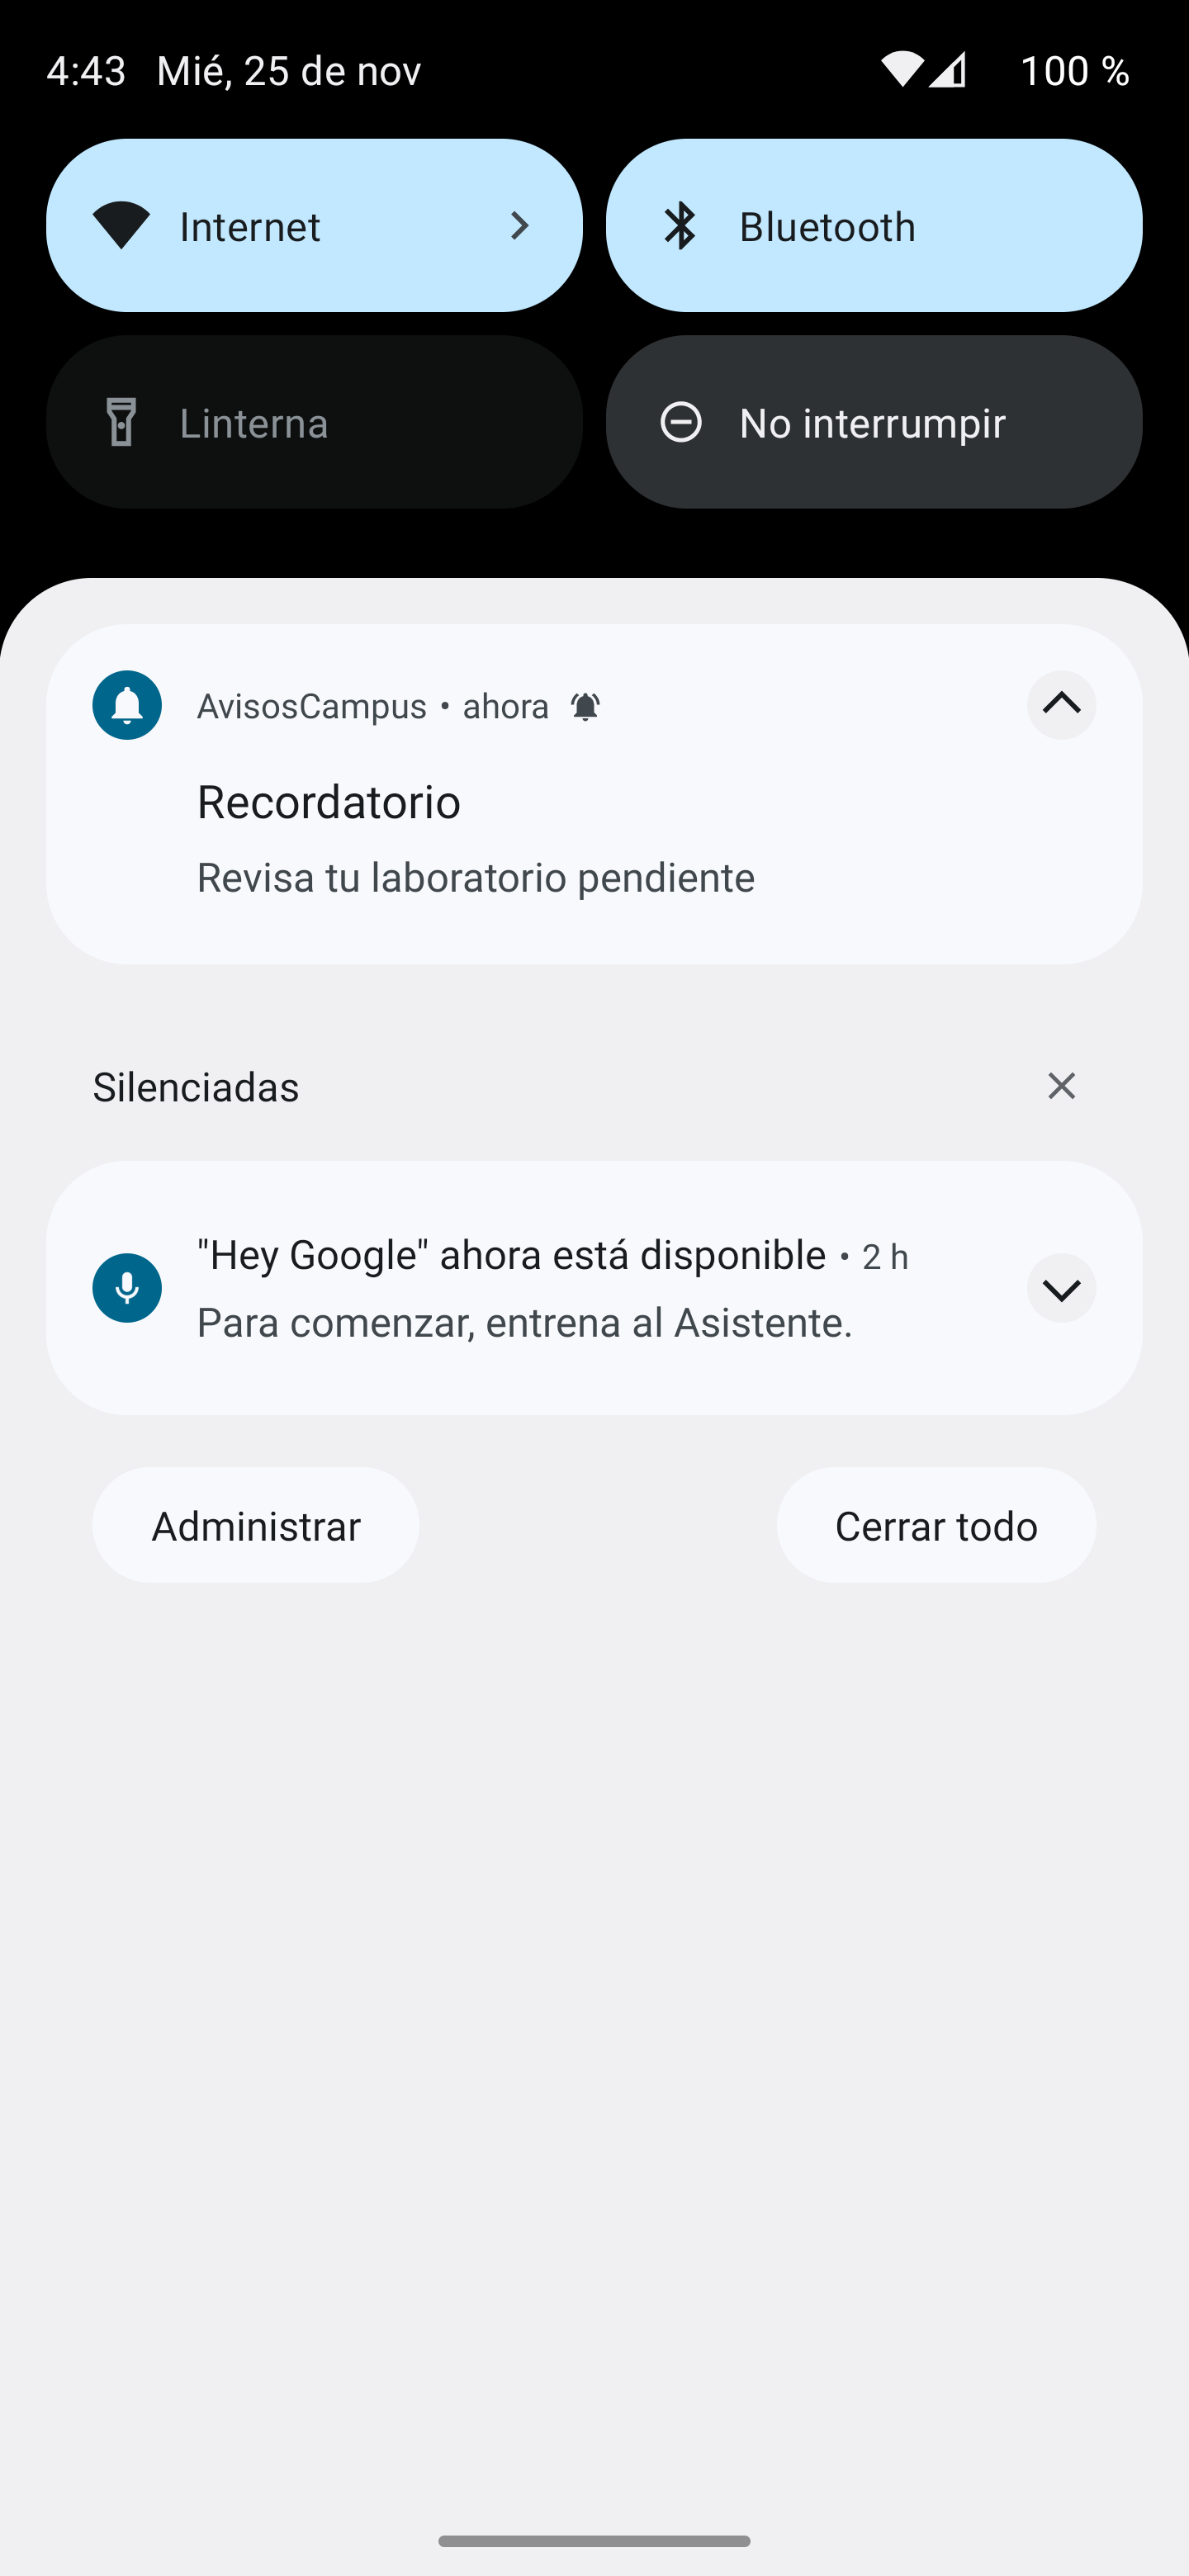 4:43 Mié, 25 de nov 100 %
Internet
Bluetooth
Linterna
No interrumpir
AvisosCampus • ahora
Recordatorio
Revisa tu laboratorio pendiente
Silenciadas
"Hey Google" ahora está disponible • 2 h
Para comenzar, entrena al Asistente.
Administrar
Cerrar todo